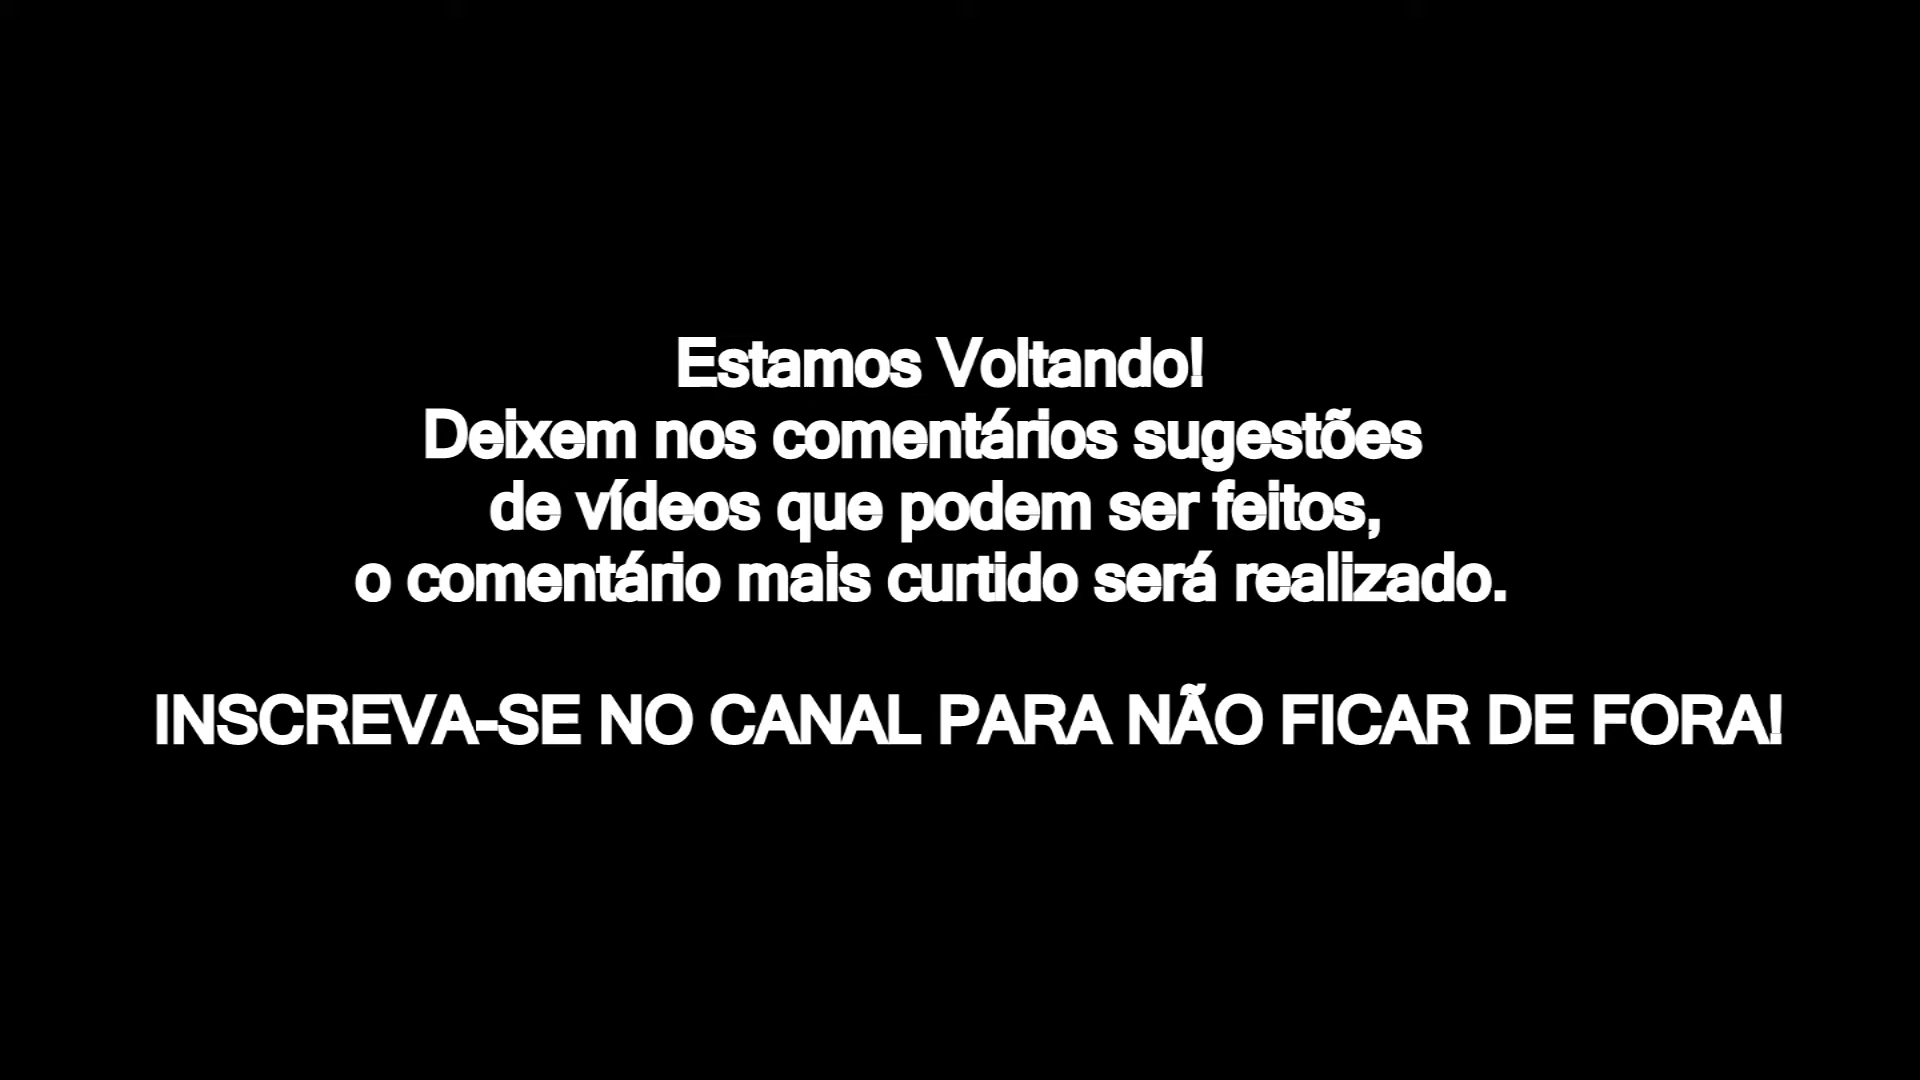 Estamos Voltando!
Deixem nos comentários sugestões
de vídeos que podem ser feitos,
o comentário mais curtido será realizado.
INSCREVA-SE NO CANAL PARA NÃO FICAR DE FORA!